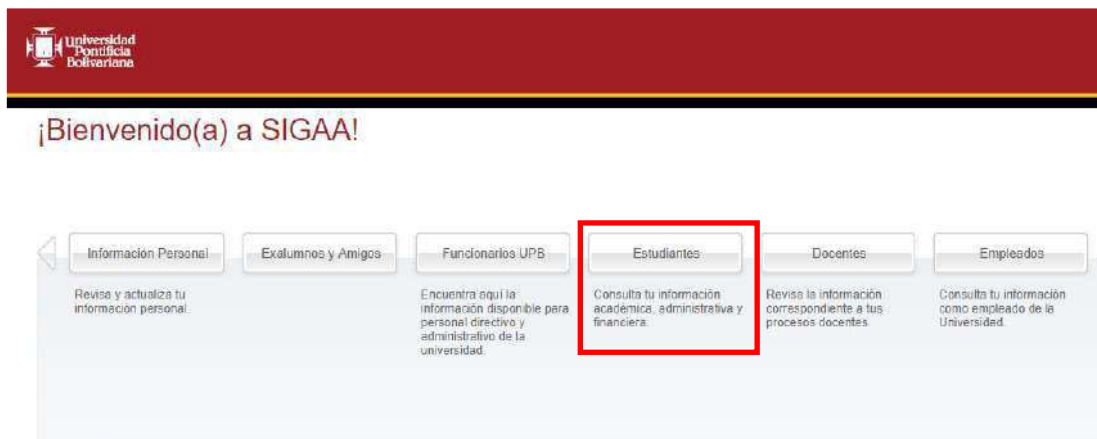 Universidad
Pontificia
Bolivariana
¡Bienvenido(a) a SIGAA!
Información Personal
Exalumnos y Amigos
Funcionarios UPB
Estudiantes
Docentes
Empleados
Revisa y actualiza tu
información personal.
Encuentra aquí la
información disponible para
personal directivo y
administrativo de la
universidad.
Consulta tu información
académica, administrativa y
financiera.
Revisa la información
correspondiente a tus
procesos docentes
Consulta tu información
como empleado de la
Universidad.